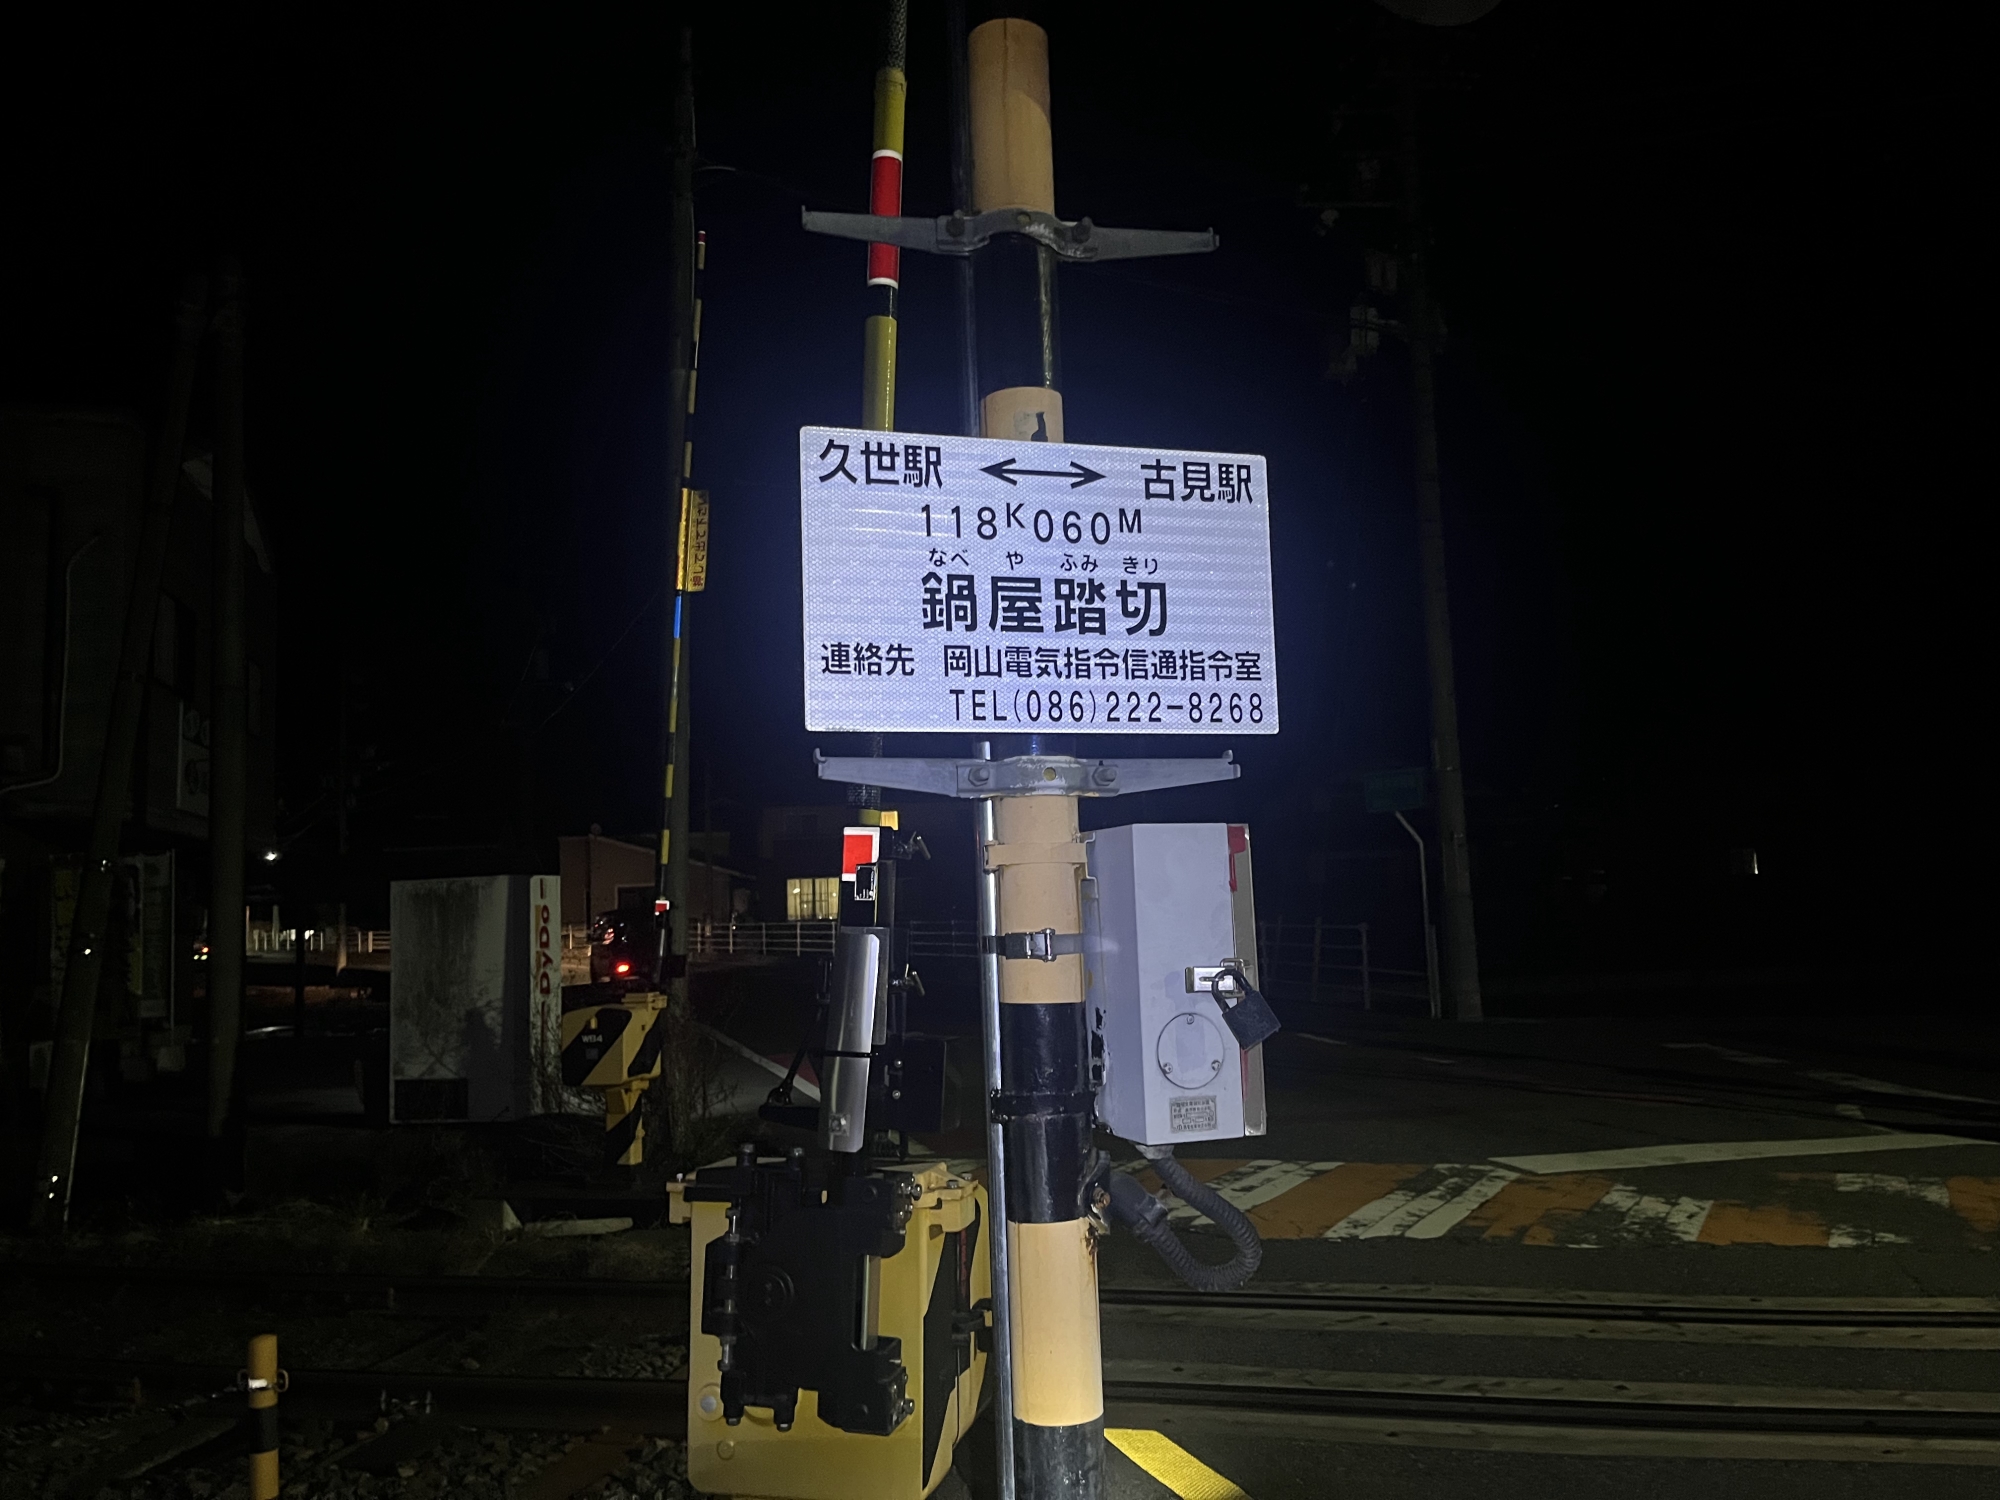 久世駅 ⟷ 古見駅
118K060M
なべ や ふみ きり
鍋屋踏切
連絡先 岡山電気指令信通指令室
TEL(086)222-8268
DyDo